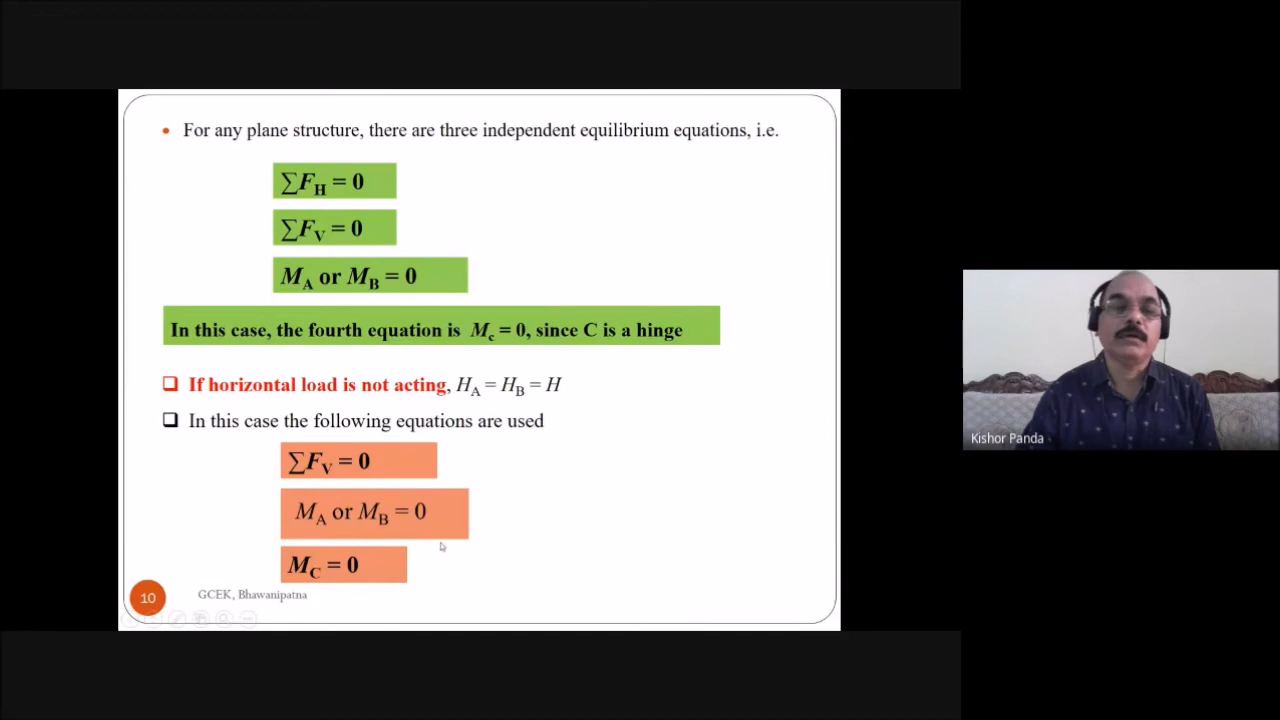 • For any plane structure, there are three independent equilibrium equations, i.e.
∑F_H = 0
∑F_V = 0
M_A or M_B = 0
In this case, the fourth equation is M_c = 0, since C is a hinge
❑ If horizontal load is not acting, H_A = H_B = H
❑ In this case the following equations are used
∑F_V = 0
M_A or M_B = 0
M_C = 0
10 GCEK, Bhawanipatna
Kishor Panda